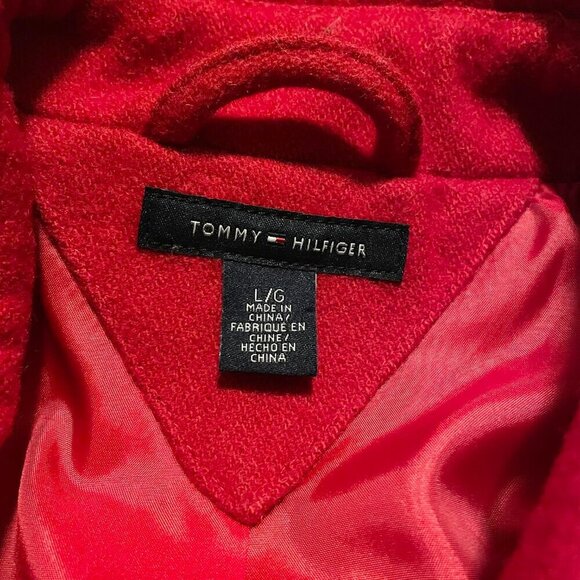 TOMMY HILFIGER
L/G
MADE IN
CHINA/
FABRIQUE EN
CHINE/
HECHO EN
CHINA